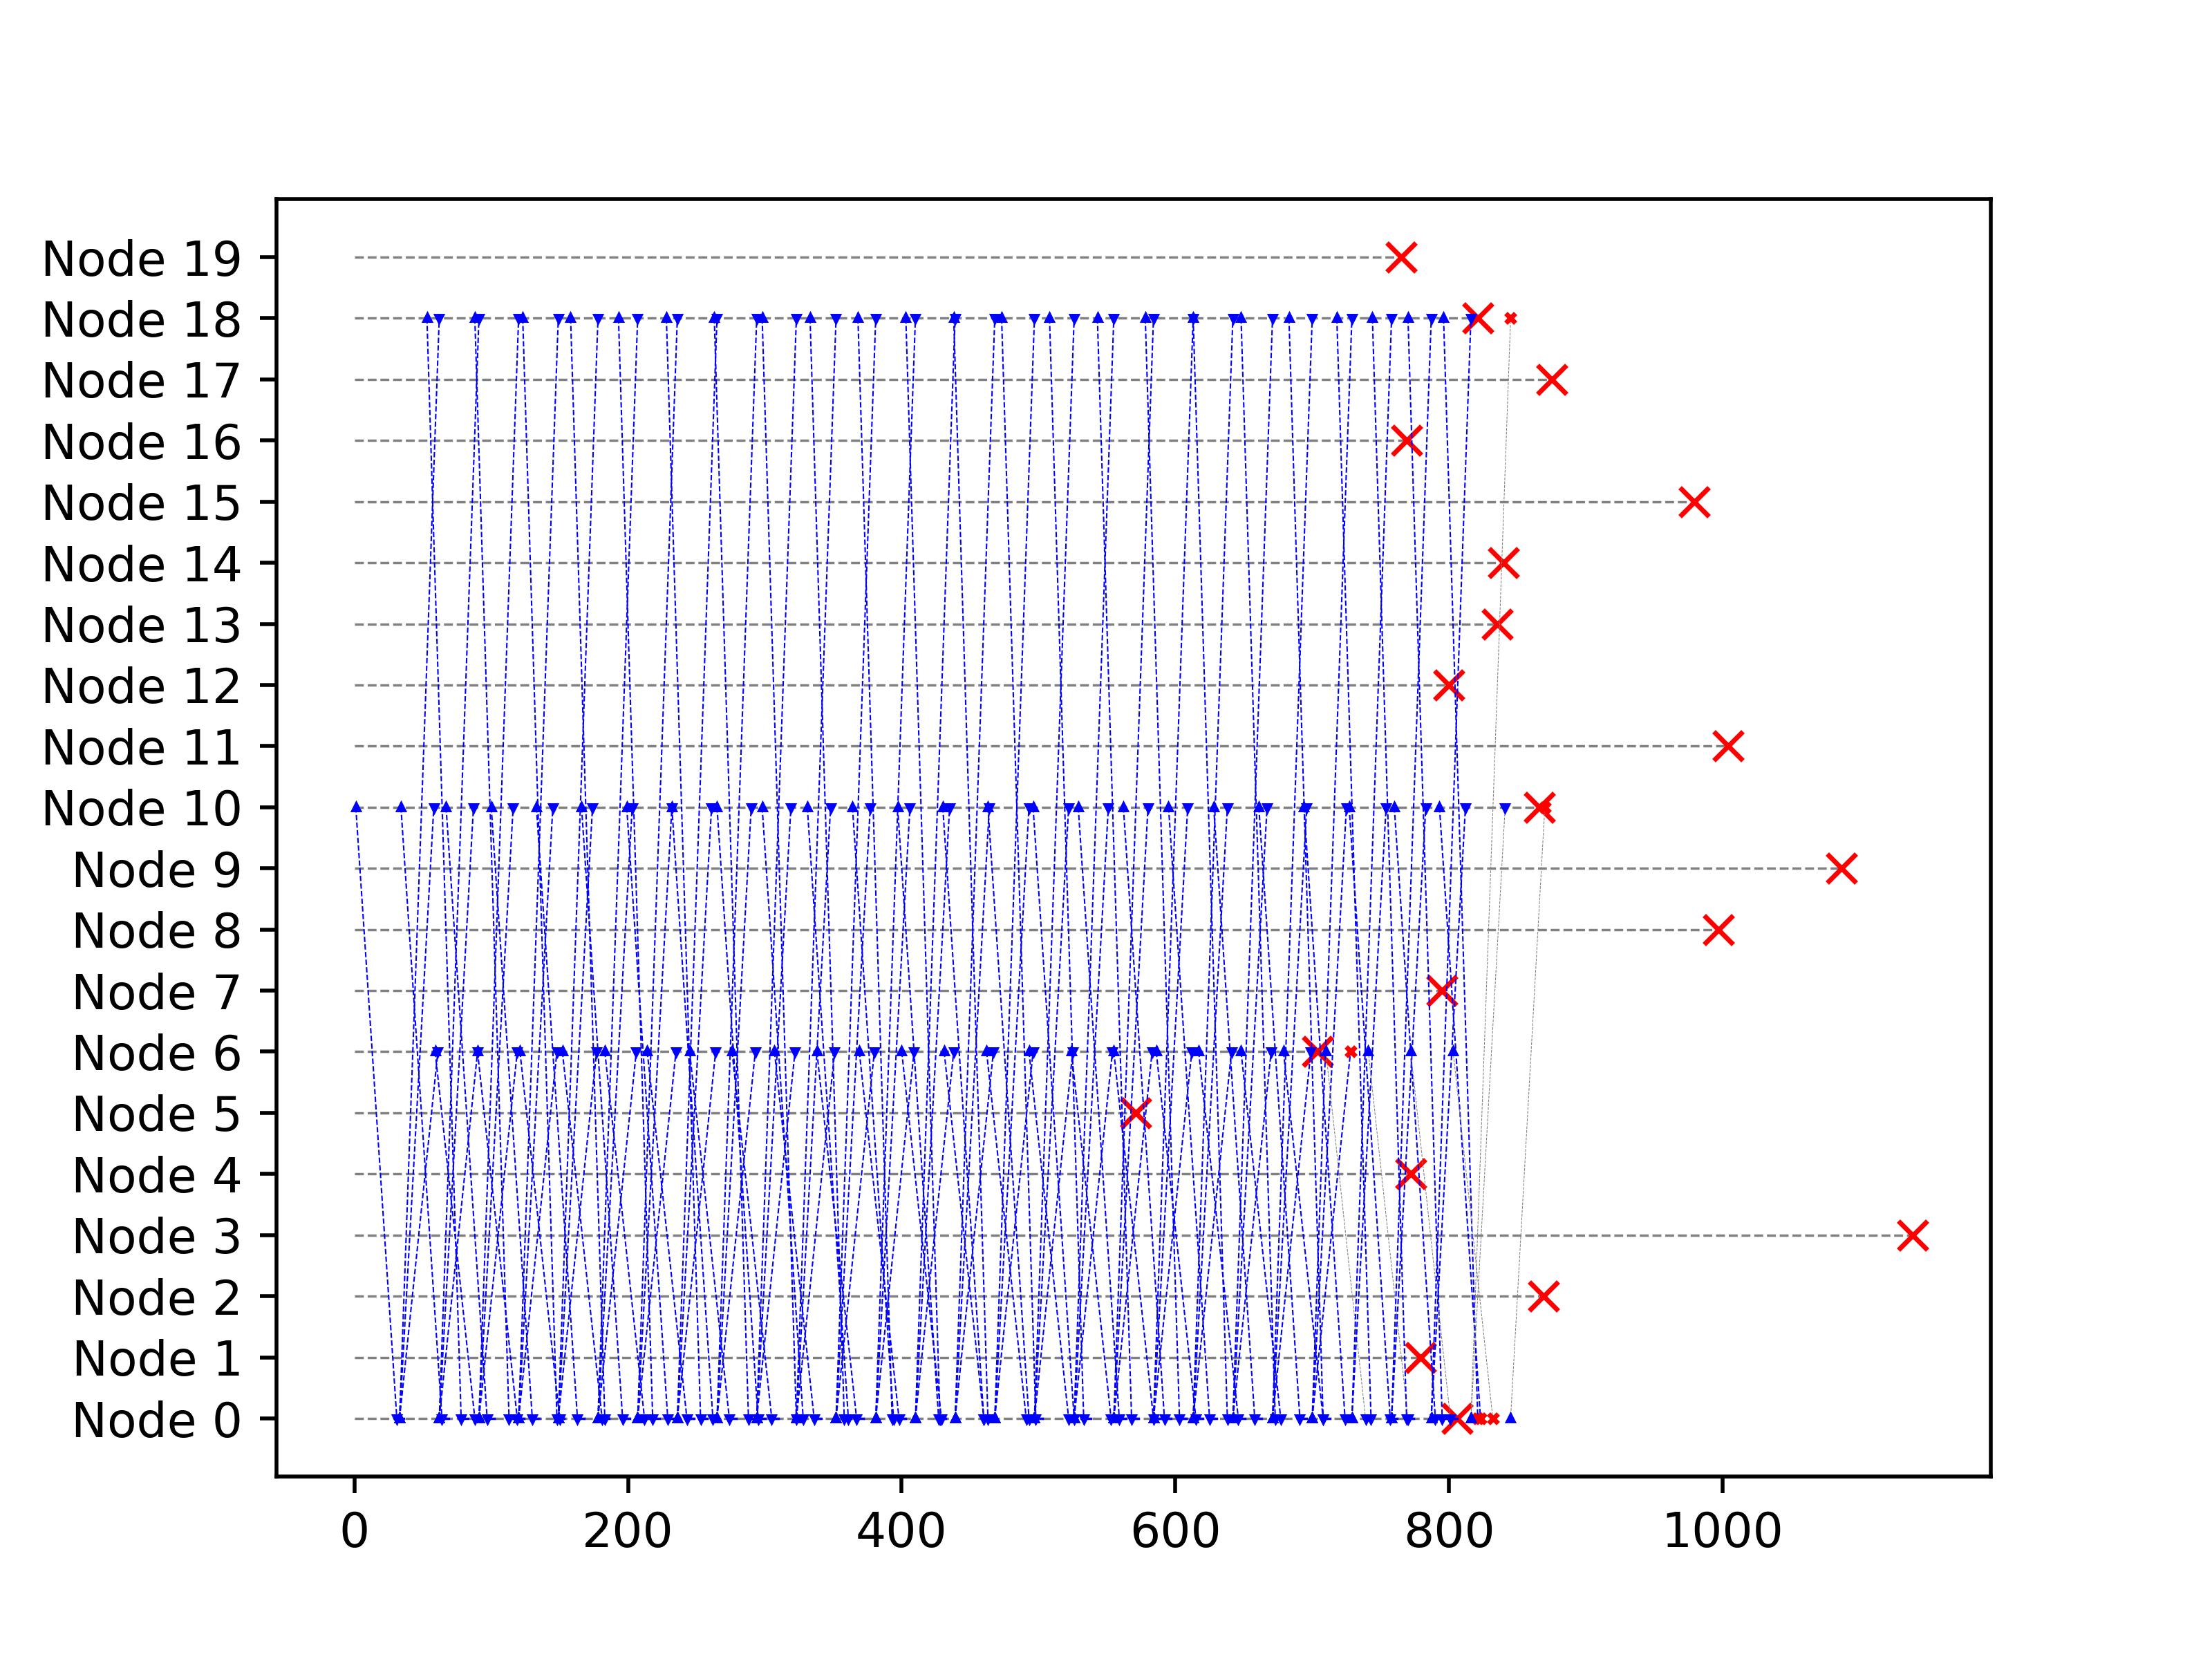 Node 19
Node 18
Node 17
Node 16
Node 15
Node 14
Node 13
Node 12
Node 11
Node 10
Node 9
Node 8
Node 7
Node 6
Node 5
Node 4
Node 3
Node 2
Node 1
Node 0
0 200 400 600 800 1000